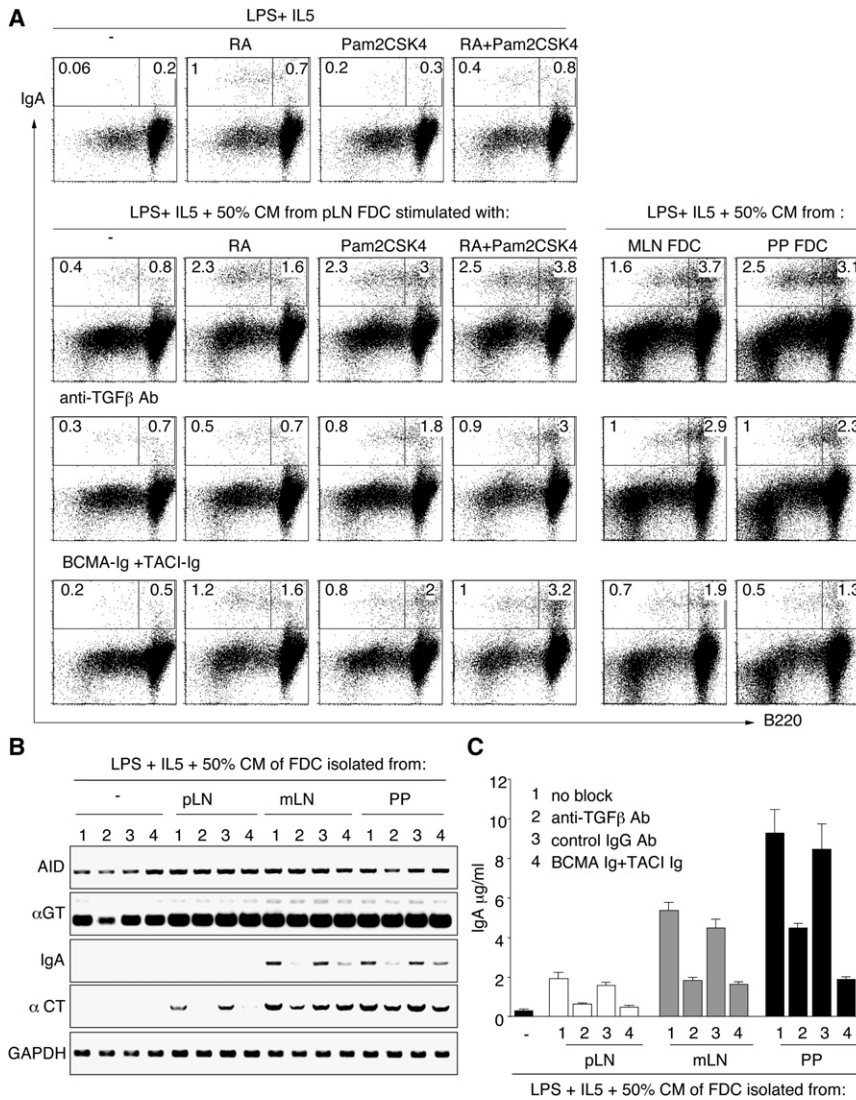 A
LPS+ IL5
- RA Pam2CSK4 RA+Pam2CSK4
IgA
0.06 0.2 1 0.7 0.2 0.3 0.4 0.8
LPS+ IL5 + 50% CM from pLN FDC stimulated with: LPS+ IL5 + 50% CM from :
- RA Pam2CSK4 RA+Pam2CSK4 MLN FDC PP FDC
0.4 0.8 2.3 1.6 2.3 3 2.5 3.8 1.6 3.7 2.5 3.1
anti-TGFβ Ab
0.3 0.7 0.5 0.7 0.8 1.8 0.9 3 1 2.9 1 2.3
BCMA-Ig +TACI-Ig
0.2 0.5 1.2 1.6 0.8 2 1 3.2 0.7 1.9 0.5 1.3
B220
B
LPS + IL5 + 50% CM of FDC isolated from:
- pLN mLN PP
1 2 3 4 1 2 3 4 1 2 3 4 1 2 3 4
AID
αGT
IgA
α CT
GAPDH
C
IgA μg/ml
12
10
8
6
4
2
0
1 no block
2 anti-TGFβ Ab
3 control IgG Ab
4 BCMA Ig+TACI Ig
- 1 2 3 4 1 2 3 4 1 2 3 4
pLN mLN PP
LPS + IL5 + 50% CM of FDC isolated from: